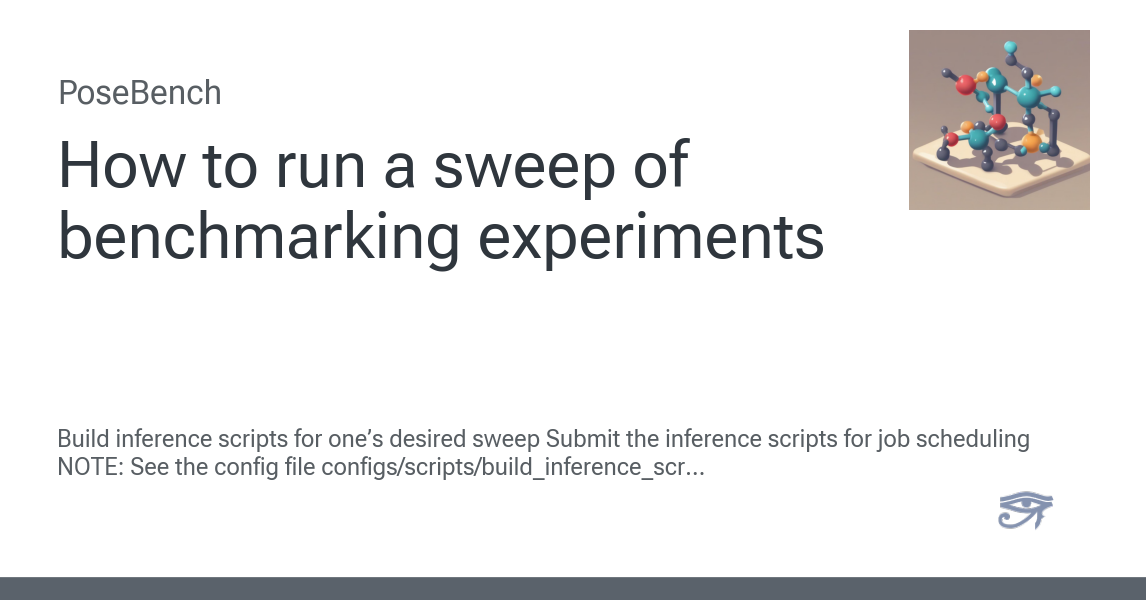 PoseBench
How to run a sweep of
benchmarking experiments
Build inference scripts for one’s desired sweep Submit the inference scripts for job scheduling
NOTE: See the config file configs/scripts/build_inference_scr…